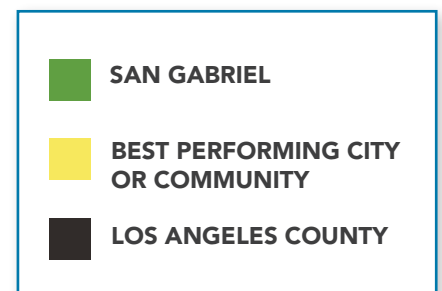 SAN GABRIEL
BEST PERFORMING CITY
OR COMMUNITY
LOS ANGELES COUNTY